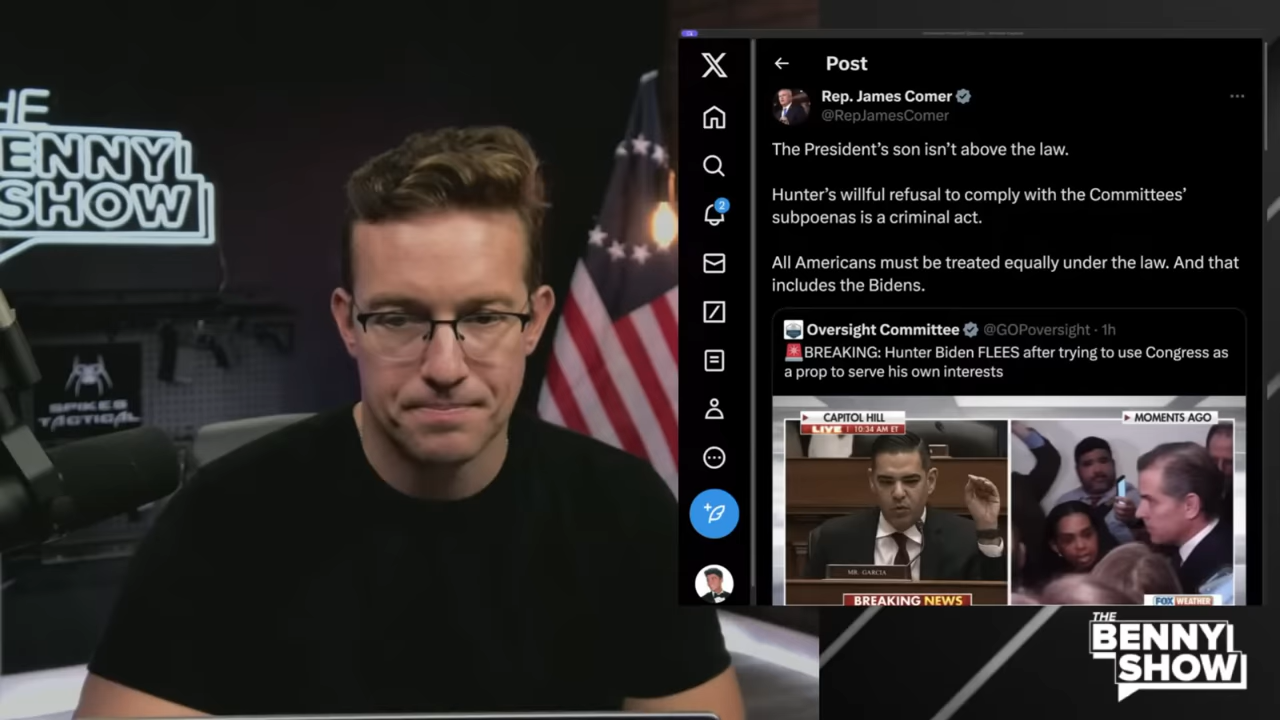 HE
ENNY
SHOW
SPIKE'S
TACTICAL
Post
Rep. James Comer
@RepJamesComer
The President's son isn't above the law.
Hunter's willful refusal to comply with the Committees'
subpoenas is a criminal act.
All Americans must be treated equally under the law. And that
includes the Bidens.
Oversight Committee @GOPoversight · 1h
🚨BREAKING: Hunter Biden FLEES after trying to use Congress as
a prop to serve his own interests
CAPITOL HILL
LIVE 10:34 AM ET
MOMENTS AGO
MR. GARCIA
BREAKING NEWS
FOX WEATHER
2
THE
BENNY
SHOW